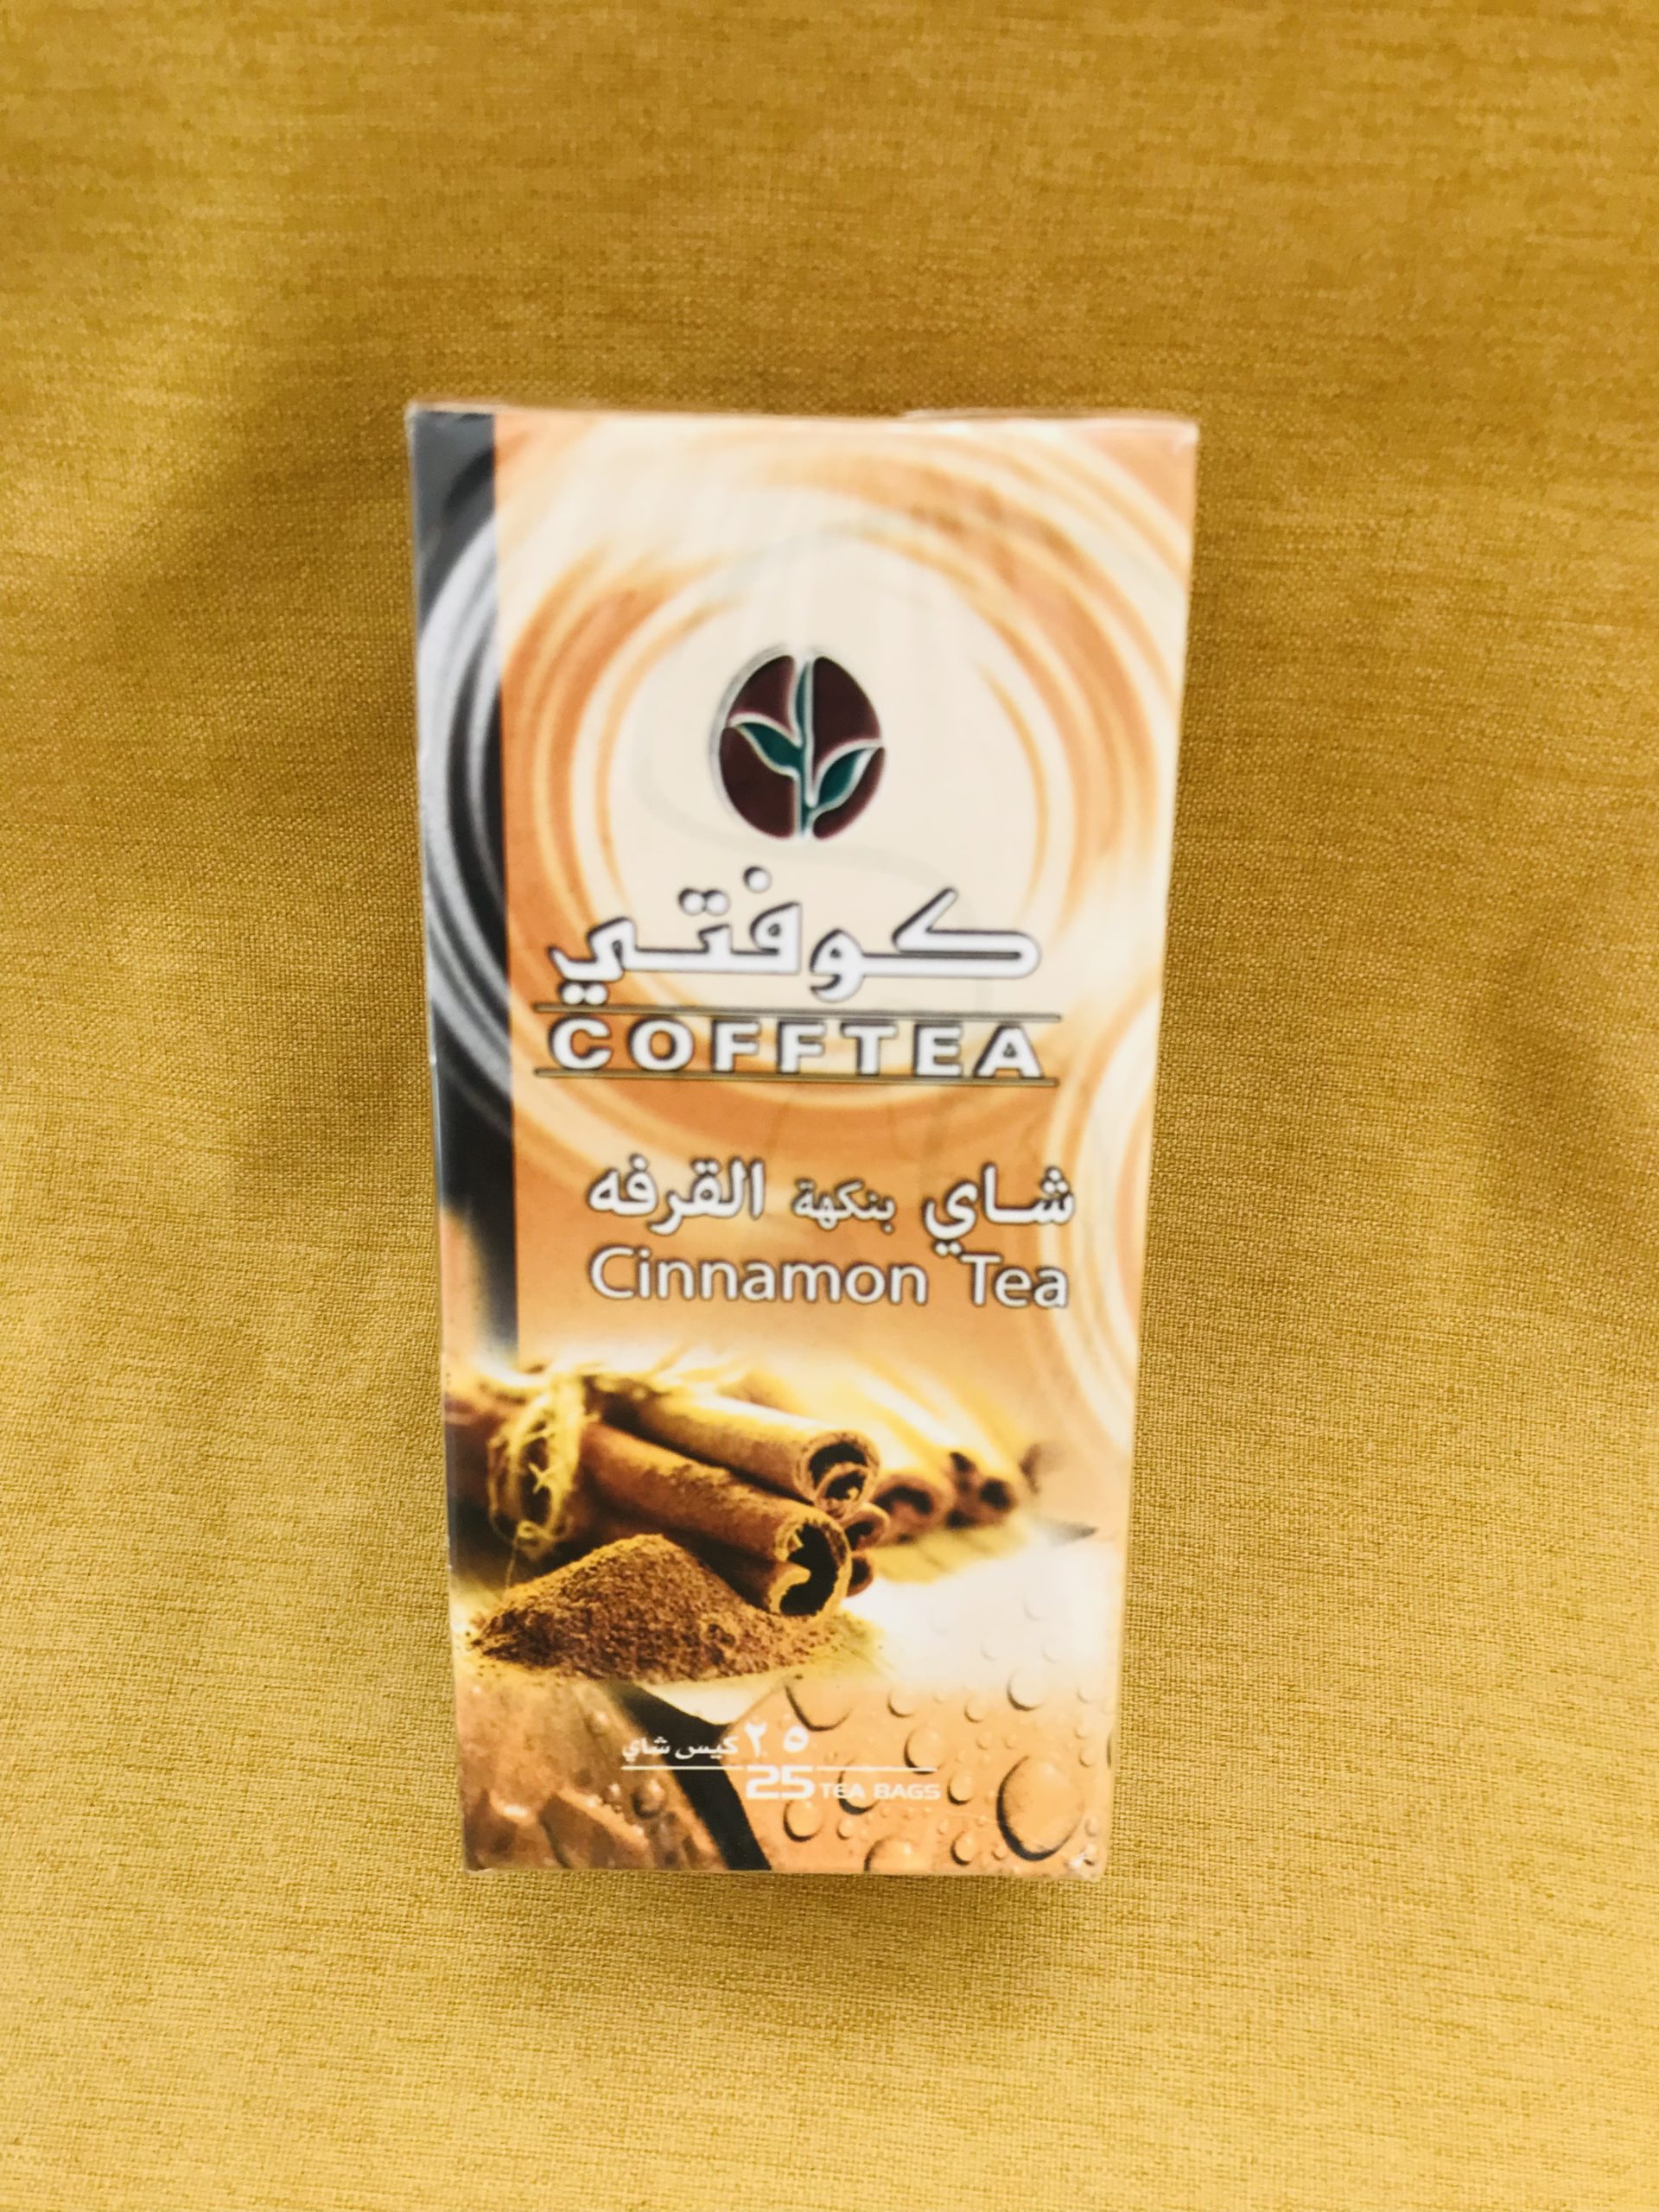 كوفتي
COFFTEA
شاي بنكهة القرفه
Cinnamon Tea
٢٥ كيس شاي
25 TEA BAGS